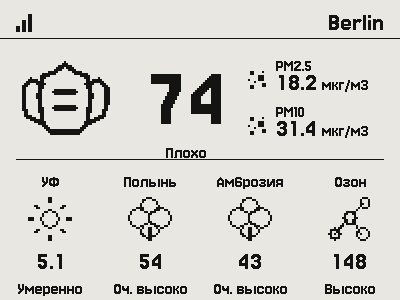 Berlin
74
Плохо
PM2.5
18.2 мкг/м3
PM10
31.4 мкг/м3
УФ Полынь Амброзия Озон
5.1 54 43 148
Умеренно Оч. высоко Оч. высоко Высоко